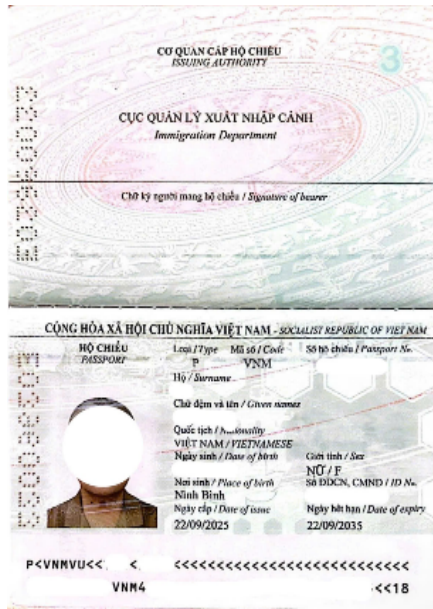 CƠ QUAN CẤP HỘ CHIẾU
ISSUING AUTHORITY
3
CỤC QUẢN LÝ XUẤT NHẬP CẢNH
Immigration Department
Chữ ký người mang hộ chiếu / Signature of bearer
CỘNG HÒA XÃ HỘI CHỦ NGHĨA VIỆT NAM - SOCIALIST REPUBLIC OF VIET NAM
HỘ CHIẾU
PASSPORT
Loại / Type Mã số / Code Số hộ chiếu / Passport No.
P VNM
Họ / Surname
Chữ đệm và tên / Given names
Quốc tịch / Nationality
VIỆT NAM / VIETNAMESE
Ngày sinh / Date of birth Giới tính / Sex
NỮ / F
Nơi sinh / Place of birth Số ĐDCN, CMND / ID No.
Ninh Bình
Ngày cấp / Date of issue Ngày hết hạn / Date of expiry
22/09/2025 22/09/2035
P<VNMVU<< < <<<<<<<<<<<<<<<<<<<<<<<<<<
VNM4 <<18